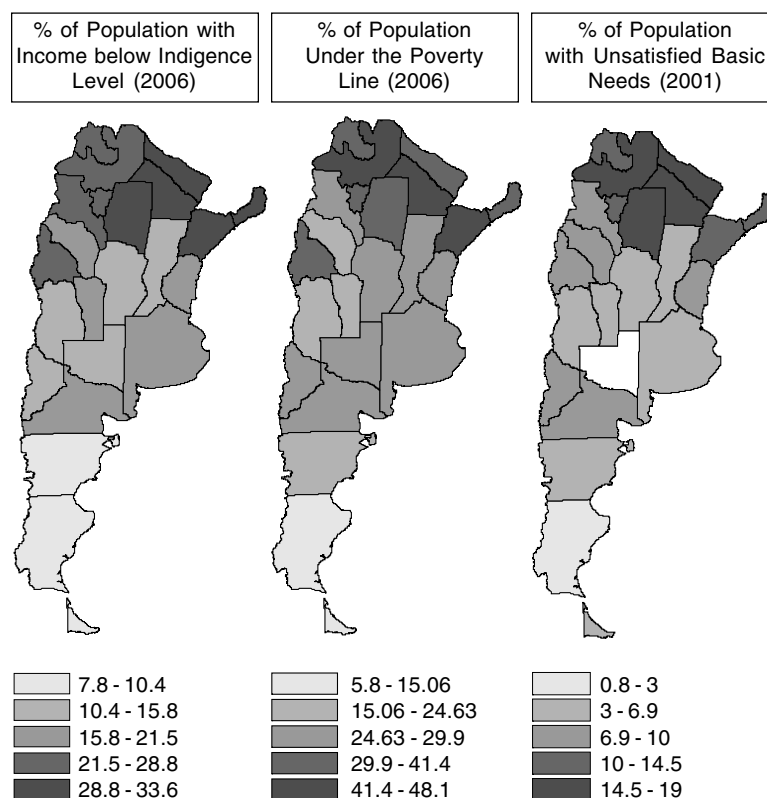 % of Population with
Income below Indigence
Level (2006)
% of Population
Under the Poverty
Line (2006)
% of Population
with Unsatisfied Basic
Needs (2001)
7.8 - 10.4
10.4 - 15.8
15.8 - 21.5
21.5 - 28.8
28.8 - 33.6
5.8 - 15.06
15.06 - 24.63
24.63 - 29.9
29.9 - 41.4
41.4 - 48.1
0.8 - 3
3 - 6.9
6.9 - 10
10 - 14.5
14.5 - 19